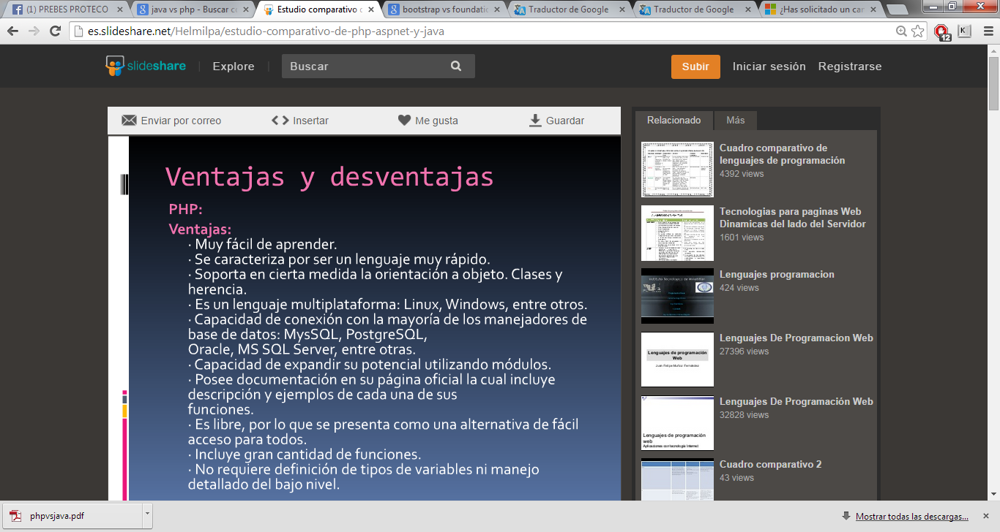 (1) PREBES PROTECO
java vs php - Buscar c
Estudio comparativo
bootstrap vs foundatio
Traductor de Google
Traductor de Google
¿Has solicitado un can
es.slideshare.net/Helmilpa/estudio-comparativo-de-php-aspnet-y-java
12
K
slideshare
Explore
Buscar
Subir
Iniciar sesión
Registrarse
Enviar por correo
Insertar
Me gusta
Guardar
Ventajas y desventajas
PHP:
Ventajas:
· Muy fácil de aprender.
· Se caracteriza por ser un lenguaje muy rápido.
· Soporta en cierta medida la orientación a objeto. Clases y
herencia.
· Es un lenguaje multiplataforma: Linux, Windows, entre otros.
· Capacidad de conexión con la mayoría de los manejadores de
base de datos: MysSQL, PostgreSQL,
Oracle, MS SQL Server, entre otras.
· Capacidad de expandir su potencial utilizando módulos.
· Posee documentación en su página oficial la cual incluye
descripción y ejemplos de cada una de sus
funciones.
· Es libre, por lo que se presenta como una alternativa de fácil
acceso para todos.
· Incluye gran cantidad de funciones.
· No requiere definición de tipos de variables ni manejo
detallado del bajo nivel.
Relacionado
Más
Cuadro comparativo de
lenguajes de programación
4392 views
Tecnologias para paginas Web
Dinamicas del lado del Servidor
1601 views
Lenguajes programacion
424 views
Lenguajes de programación
Web
Juan Felipe Muñoz Fernández
Lenguajes De Programacion Web
27396 views
Lenguajes de programación
web
Aplicaciones con tecnología Internet
Lenguajes De Programación Web
32828 views
Cuadro comparativo 2
43 views
phpvsjava.pdf
Mostrar todas las descargas...